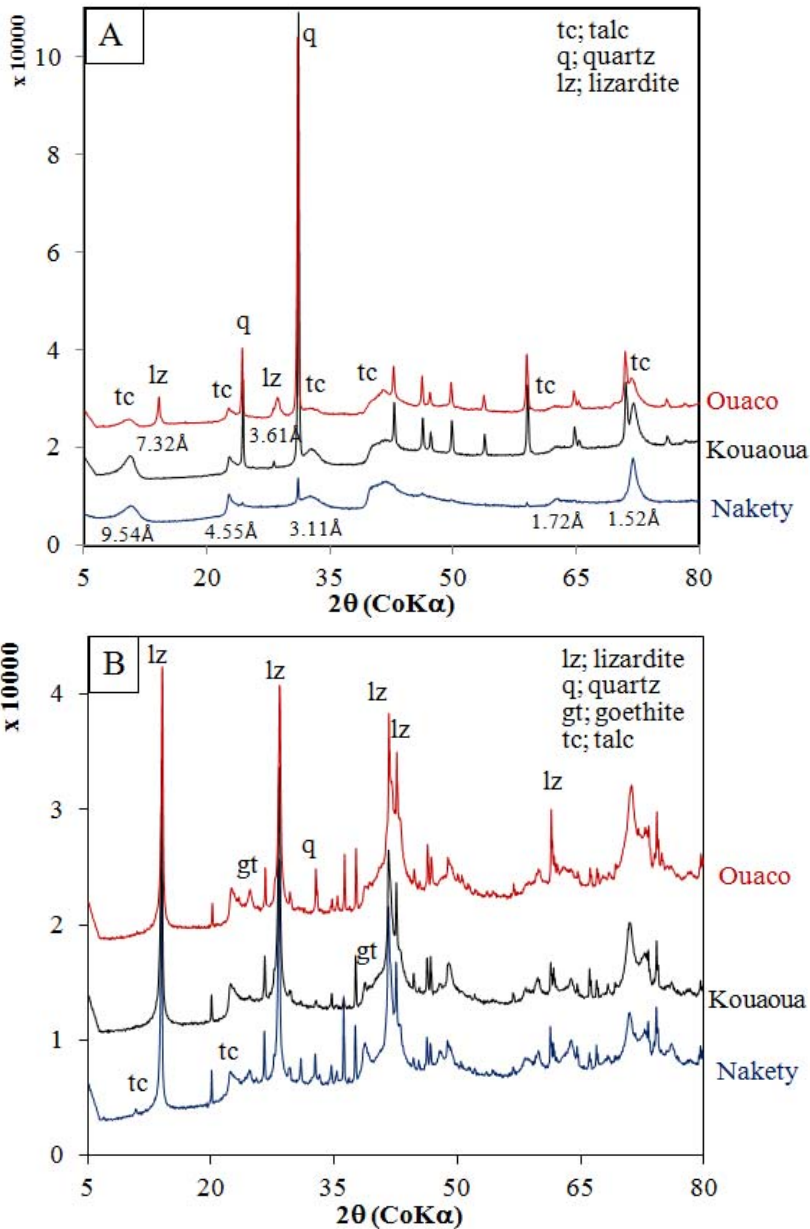 A
x 10000
tc; talc
q; quartz
lz; lizardite
q
10
8
6
4
2
0
q
tc
lz
tc
lz
tc
tc
tc
tc
7.32Å
3.61Å
Ouaco
Kouaoua
Nakety
9.54Å
4.55Å
3.11Å
1.72Å
1.52Å
5
20
35
50
65
80
2θ (CoKα)
B
x 10000
lz; lizardite
q; quartz
gt; goethite
tc; talc
lz
lz
lz
lz
lz
4
3
2
1
0
gt
q
Ouaco
gt
Kouaoua
tc
tc
Nakety
5
20
35
50
65
80
2θ (CoKα)